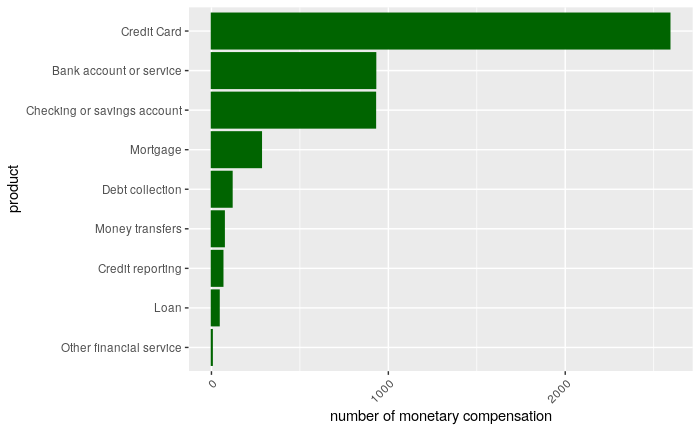 Credit Card
Bank account or service
Checking or savings account
Mortgage
Debt collection
Money transfers
Credit reporting
Loan
Other financial service
product
0
1000
2000
number of monetary compensation